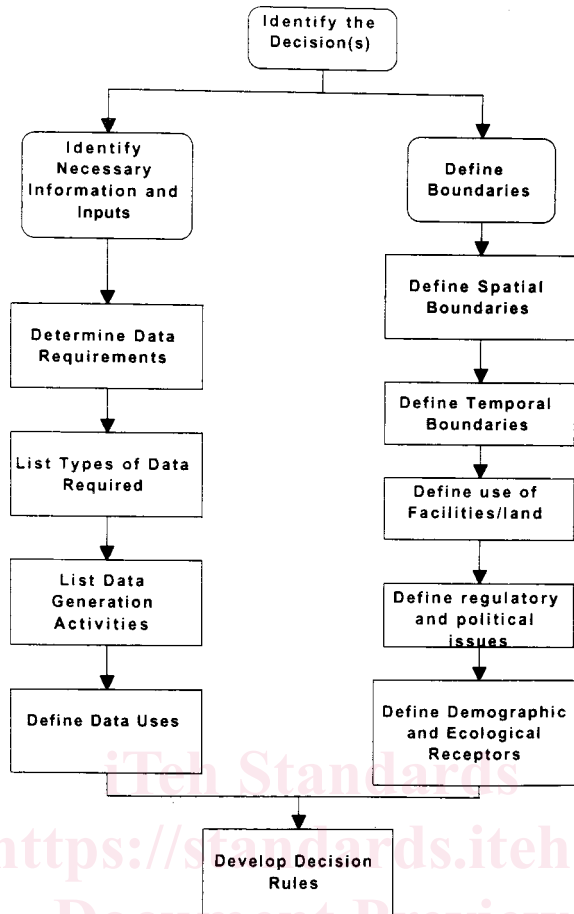 Identify the
Decision(s)
Identify
Necessary
Information and
Inputs
Determine Data
Requirements
List Types of Data
Required
List Data
Generation
Activities
Define Data Uses
Define
Boundaries
Define Spatial
Boundaries
Define Temporal
Boundaries
Define use of
Facilities/land
Define regulatory
and political
issues
Define Demographic
and Ecological
Receptors
iTeh Standards
https://standards.iteh
Develop Decision
Rules
Document Preview